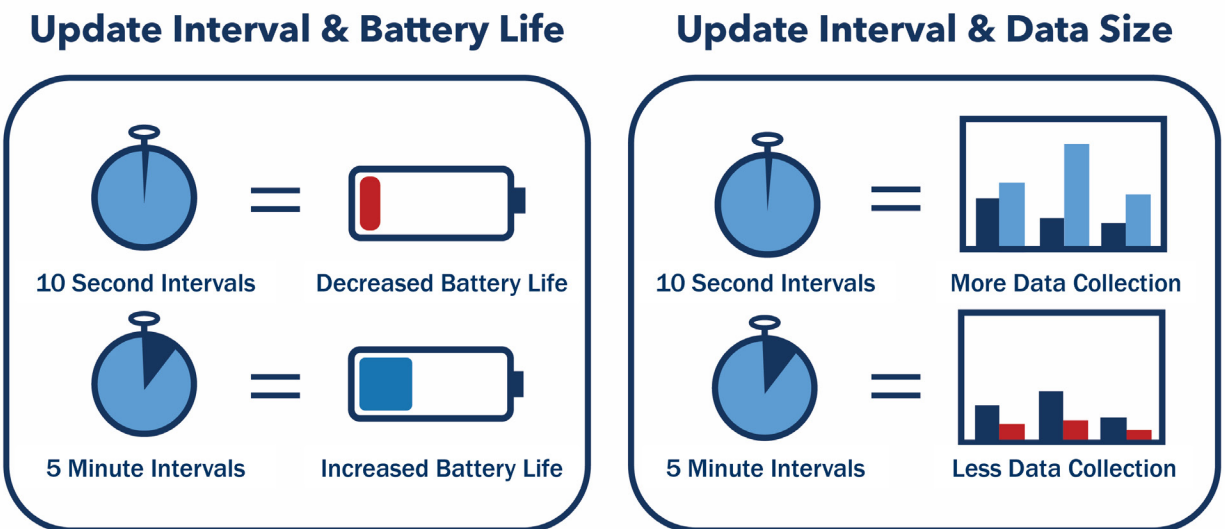 Update Interval & Battery Life
10 Second Intervals
Decreased Battery Life
5 Minute Intervals
Increased Battery Life
Update Interval & Data Size
10 Second Intervals
More Data Collection
5 Minute Intervals
Less Data Collection